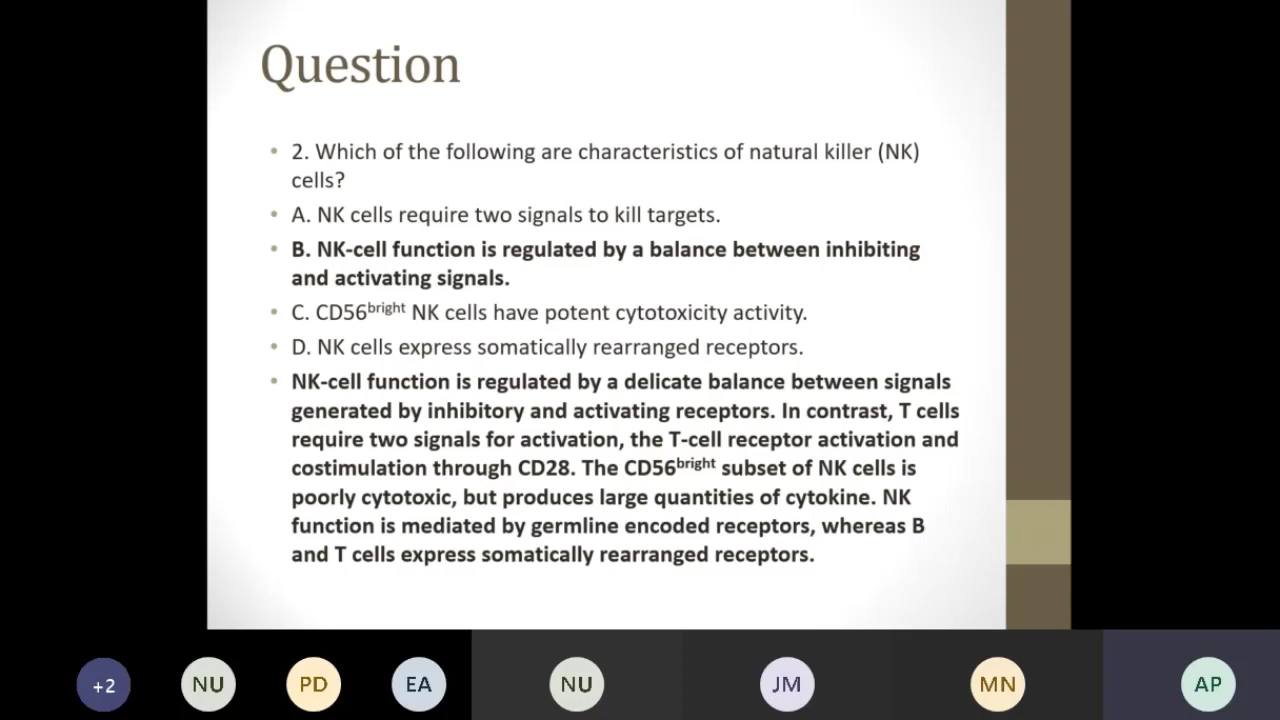 Question
• 2. Which of the following are characteristics of natural killer (NK)
cells?
• A. NK cells require two signals to kill targets.
• B. NK-cell function is regulated by a balance between inhibiting
and activating signals.
• C. CD56bright NK cells have potent cytotoxicity activity.
• D. NK cells express somatically rearranged receptors.
• NK-cell function is regulated by a delicate balance between signals
generated by inhibitory and activating receptors. In contrast, T cells
require two signals for activation, the T-cell receptor activation and
costimulation through CD28. The CD56bright subset of NK cells is
poorly cytotoxic, but produces large quantities of cytokine. NK
function is mediated by germline encoded receptors, whereas B
and T cells express somatically rearranged receptors.
+2 NU PD EA NU JM MN AP